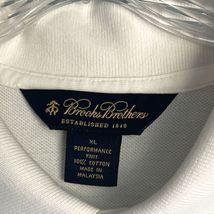 Brooks Brothers
ESTABLISHED 1818
XL
PERFORMANCE
KNIT
100% COTTON
MADE IN
MALAYSIA